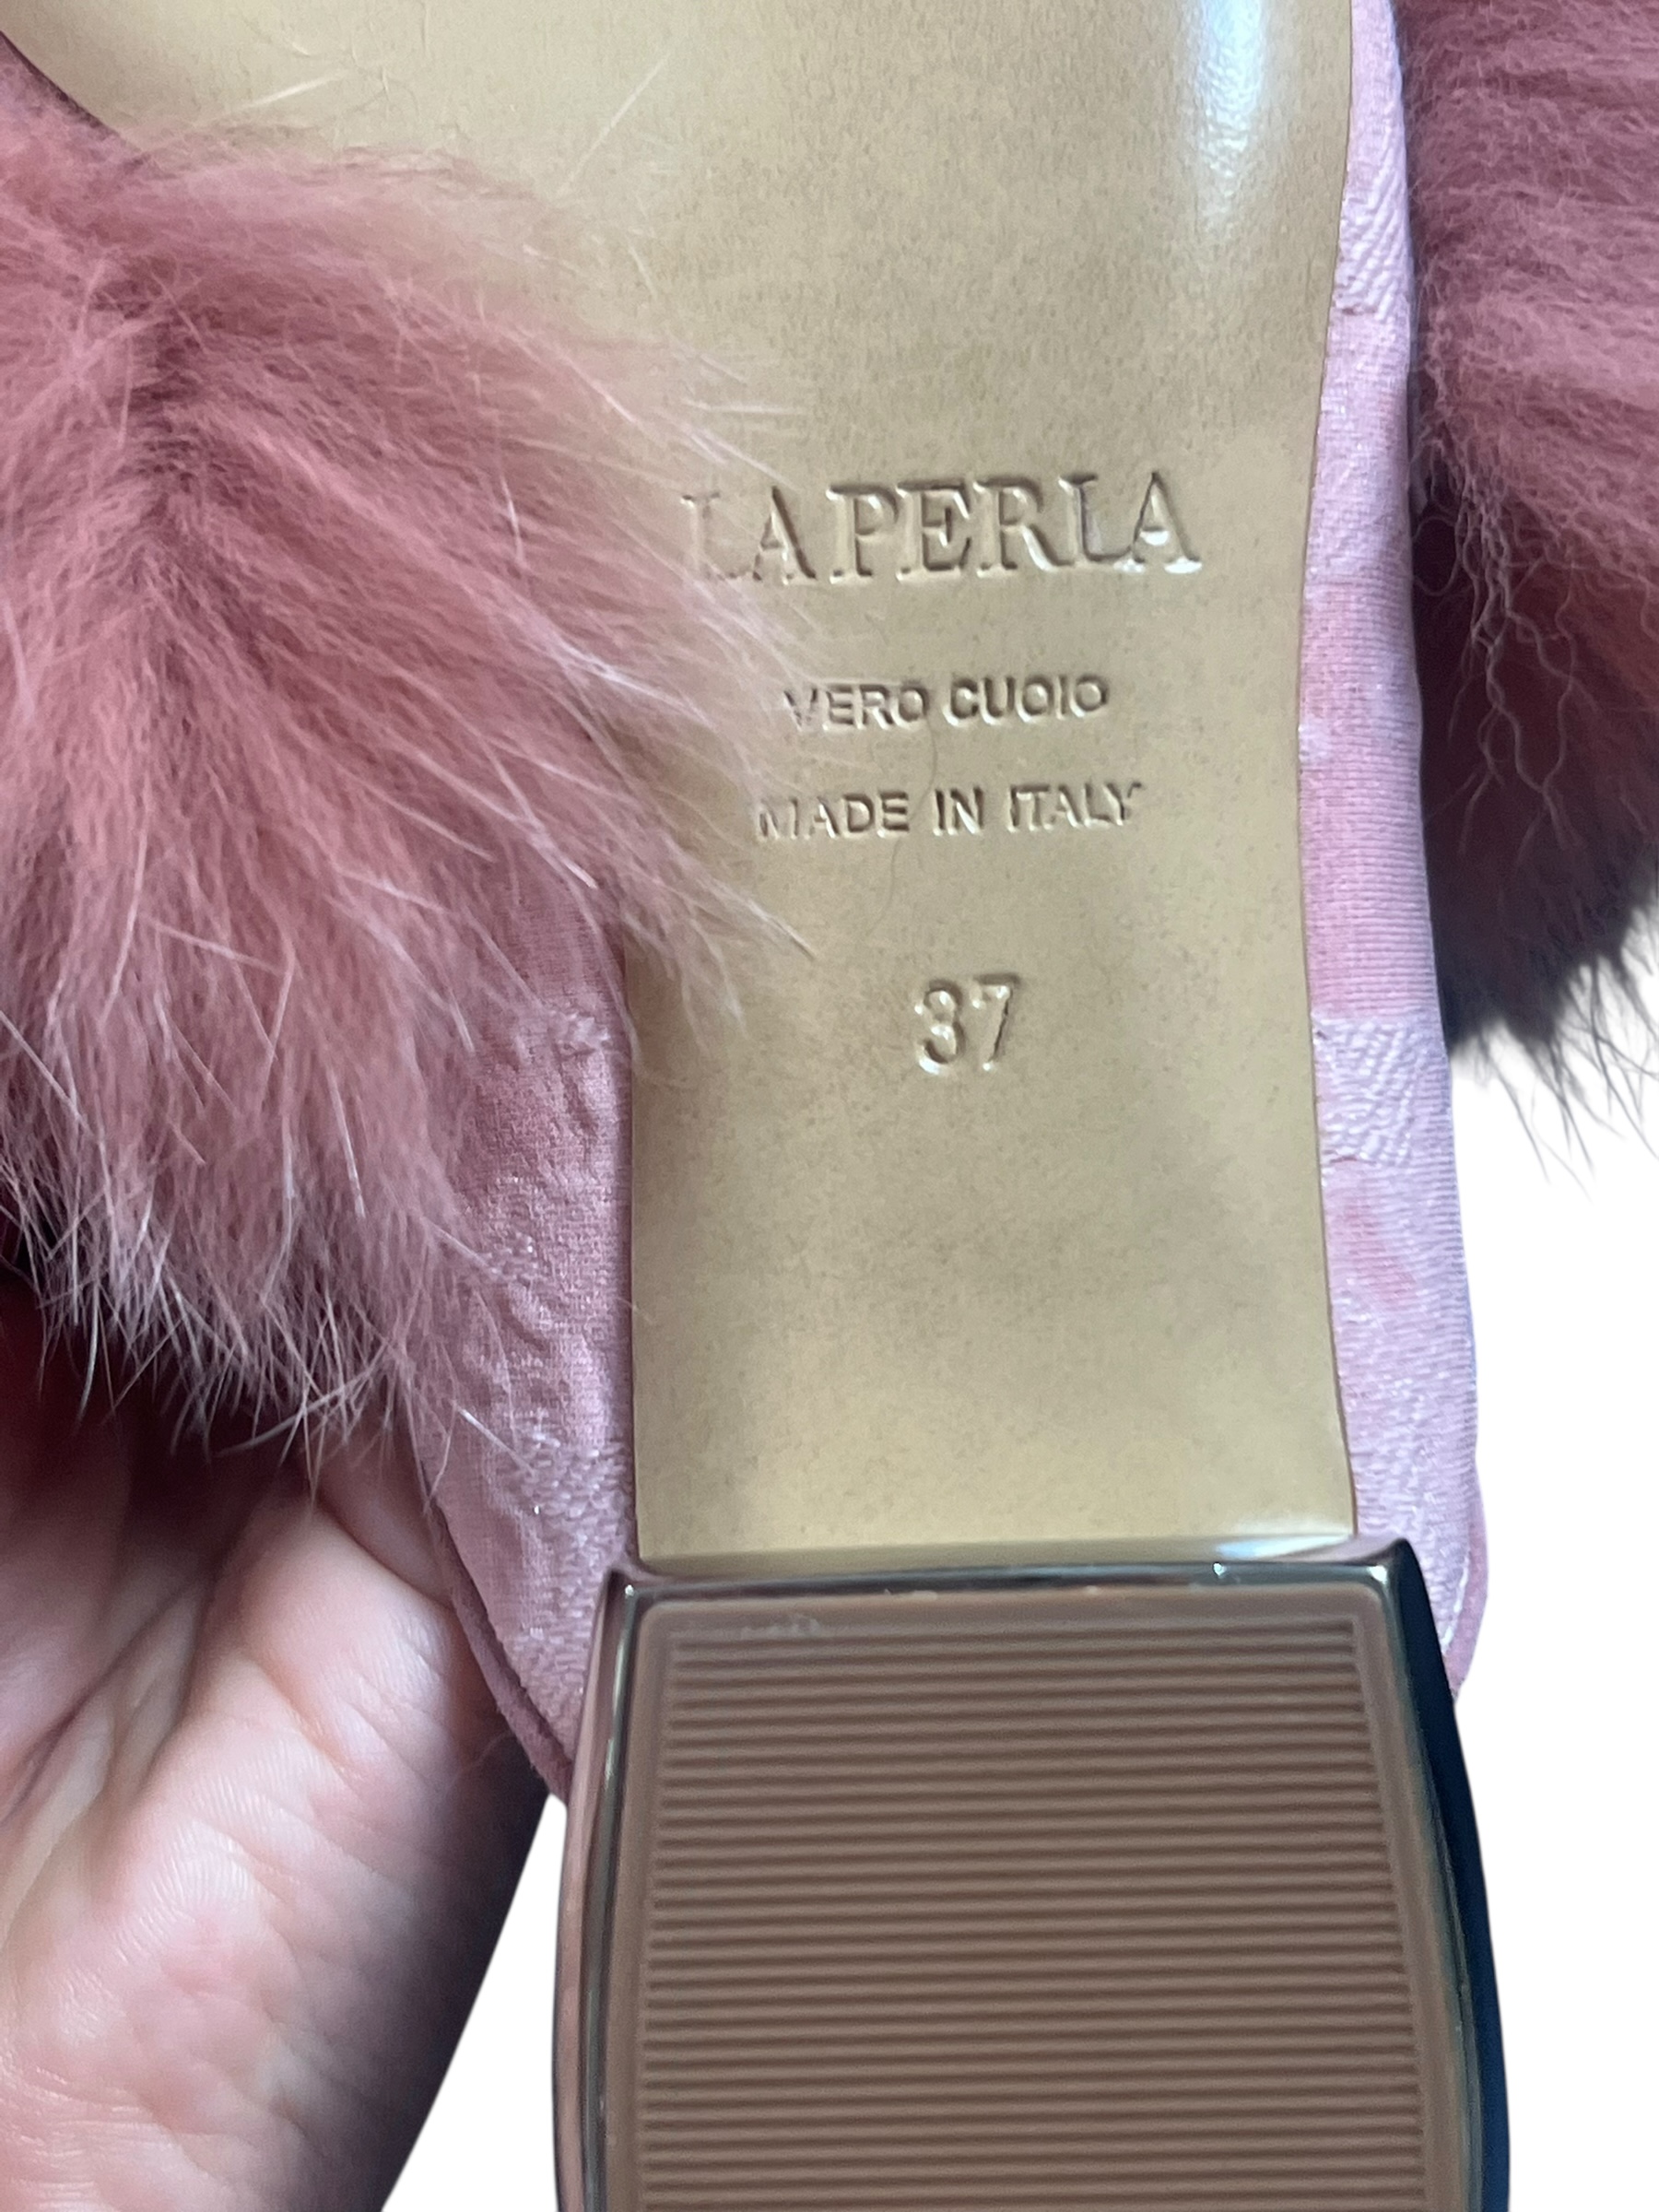 LA PERLA
VERO CUOIO
MADE IN ITALY
37